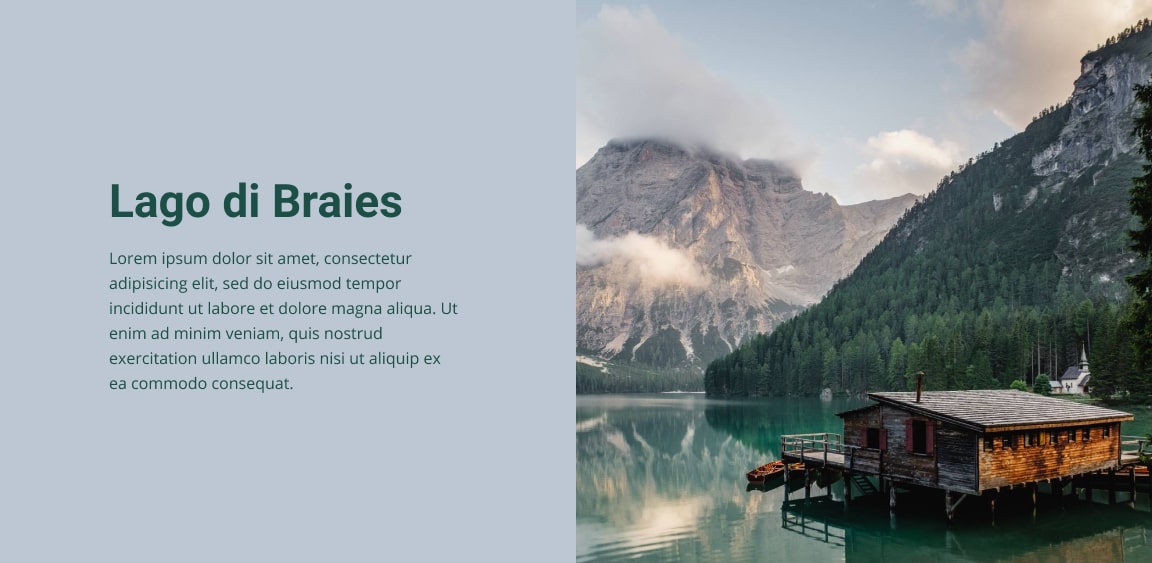 Lago di Braies
Lorem ipsum dolor sit amet, consectetur
adipisicing elit, sed do eiusmod tempor
incididunt ut labore et dolore magna aliqua. Ut
enim ad minim veniam, quis nostrud
exercitation ullamco laboris nisi ut aliquip ex
ea commodo consequat.